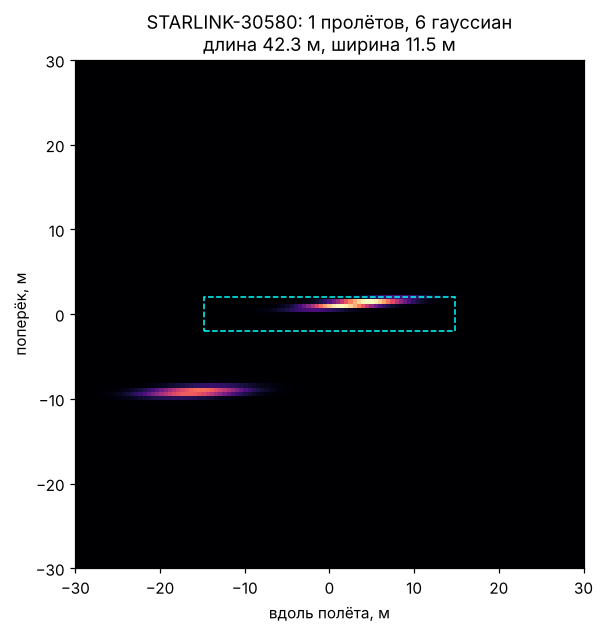 STARLINK-30580: 1 пролётов, 6 гауссиан
длина 42.3 м, ширина 11.5 м
30
20
10
0
−10
−20
−30
поперёк, м
−30 −20 −10 0 10 20 30
вдоль полёта, м